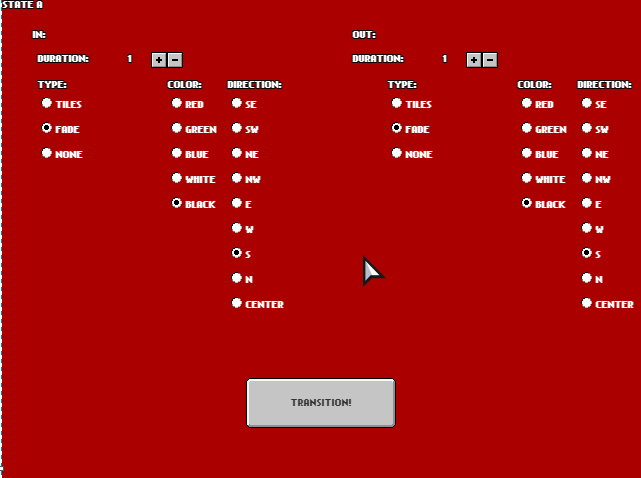 STATE A
IN:
DURATION: 1 + -
TYPE: COLOR: DIRECTION:
TILES RED SE
FADE GREEN SW
NONE BLUE NE
WHITE NW
BLACK E
W
S
N
CENTER
OUT:
DURATION: 1 + -
TYPE: COLOR: DIRECTION:
TILES RED SE
FADE GREEN SW
NONE BLUE NE
WHITE NW
BLACK E
W
S
N
CENTER
TRANSITION!